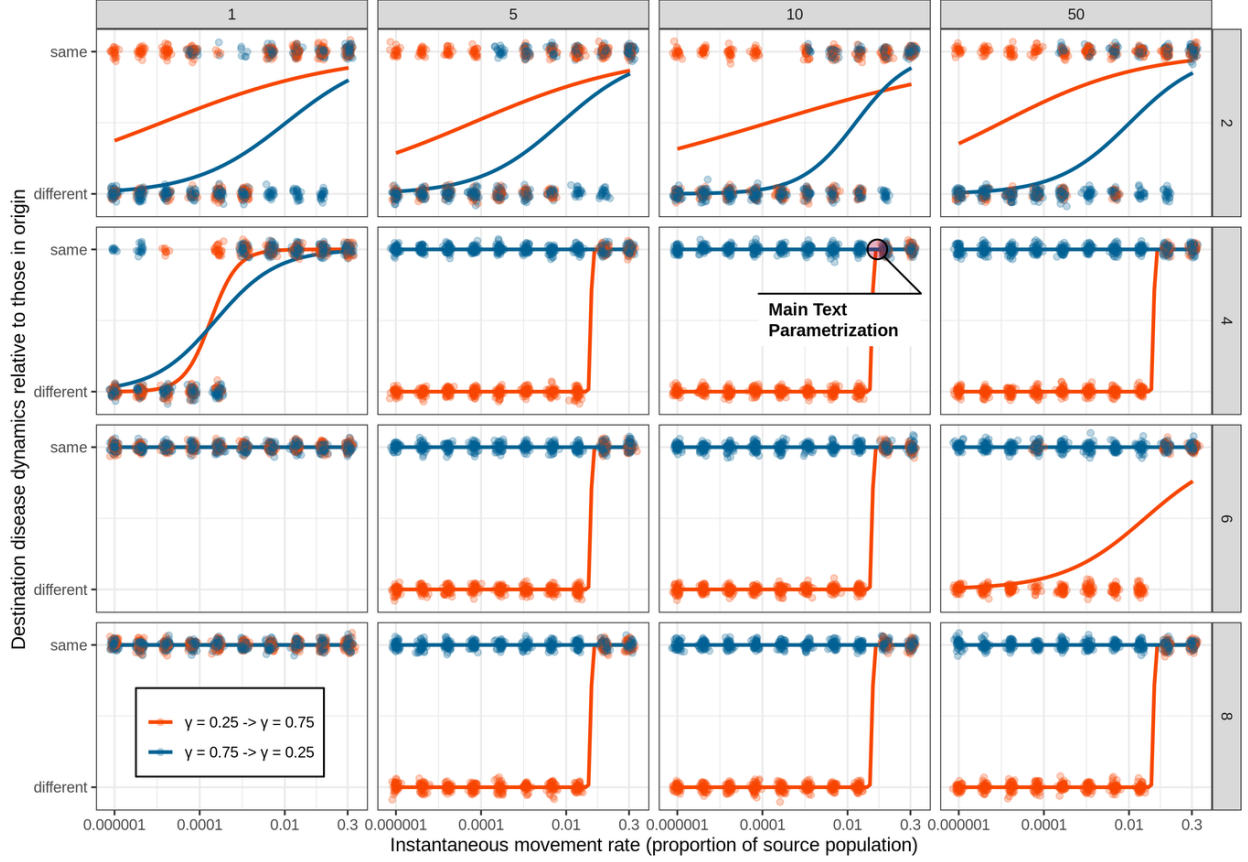 1 5 10 50
same
different
2
same
different
Main Text
Parametrization
4
same
different
6
same
different
8
γ = 0.25 -> γ = 0.75
γ = 0.75 -> γ = 0.25
0.000001 0.0001 0.01 0.3 0.000001 0.0001 0.01 0.3 0.000001 0.0001 0.01 0.3 0.000001 0.0001 0.01 0.3
Instantaneous movement rate (proportion of source population)
Destination disease dynamics relative to those in origin